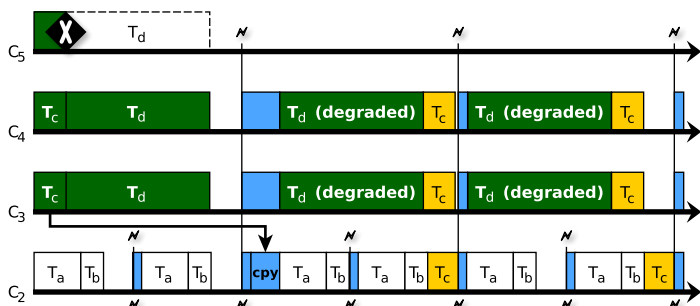 C5 X Td
C4 Tc Td Td (degraded) Tc Td (degraded) Tc
C3 Tc Td Td (degraded) Tc Td (degraded) Tc
C2 Ta Tb Ta Tb cpy Ta Tb Ta Tb Tc Ta Tb Ta Tb Tc